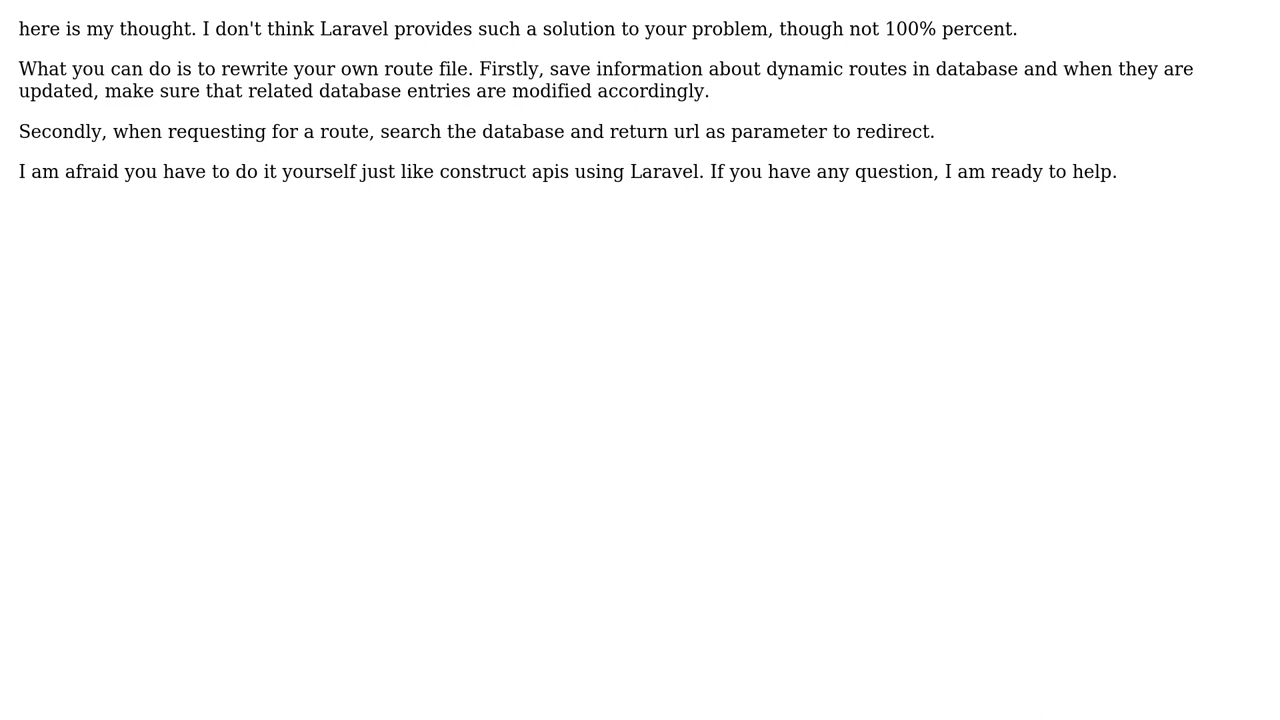 here is my thought. I don't think Laravel provides such a solution to your problem, though not 100% percent.
What you can do is to rewrite your own route file. Firstly, save information about dynamic routes in database and when they are
updated, make sure that related database entries are modified accordingly.
Secondly, when requesting for a route, search the database and return url as parameter to redirect.
I am afraid you have to do it yourself just like construct apis using Laravel. If you have any question, I am ready to help.